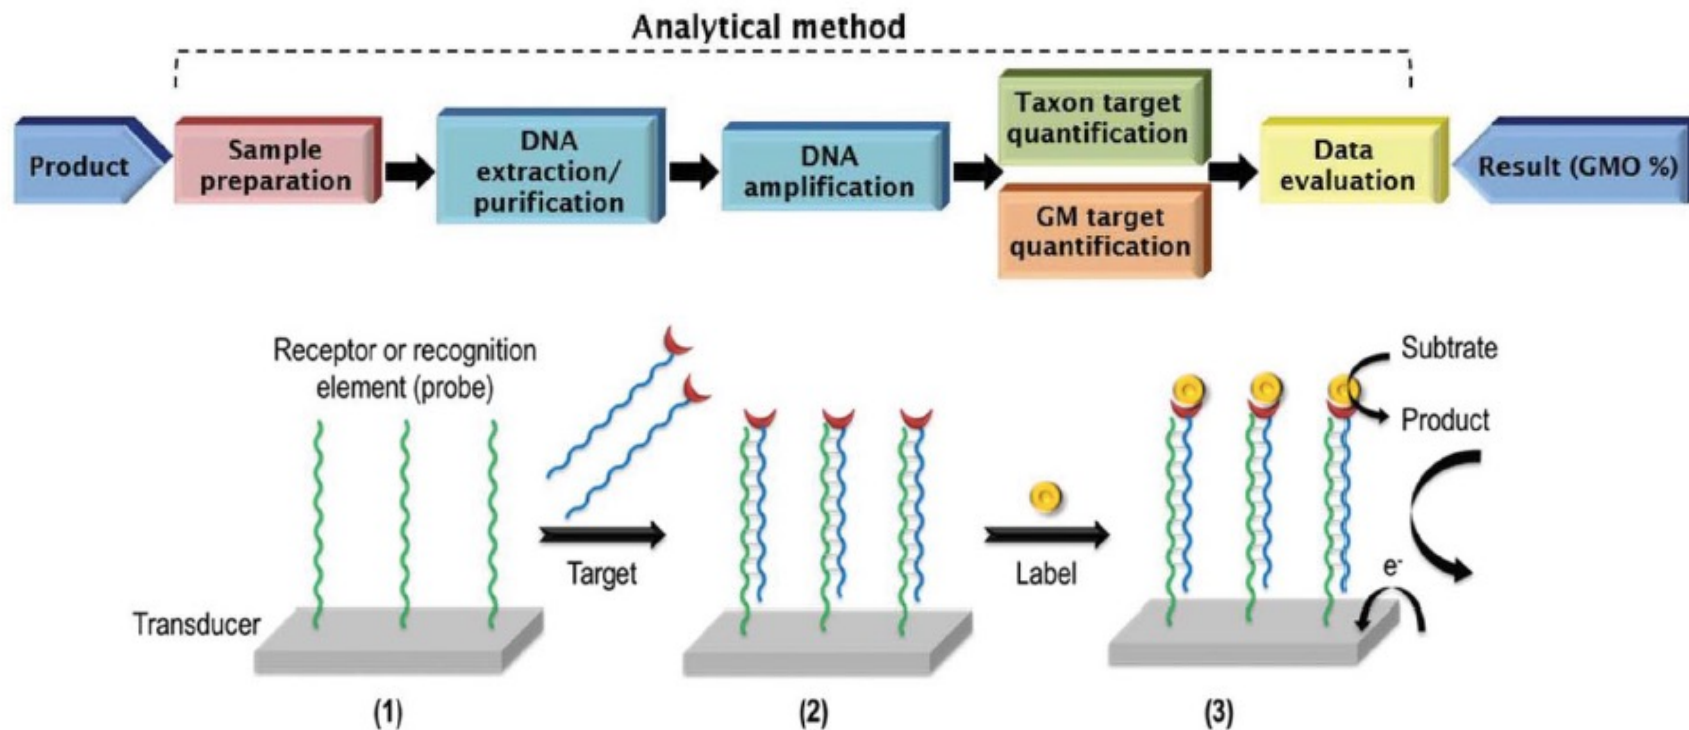 Analytical method
Product
Sample
preparation
DNA
extraction/
purification
DNA
amplification
Taxon target
quantification
GM target
quantification
Data
evaluation
Result (GMO %)
Receptor or recognition
element (probe)
Transducer
Target
Label
Subtrate
Product
e-
(1)
(2)
(3)